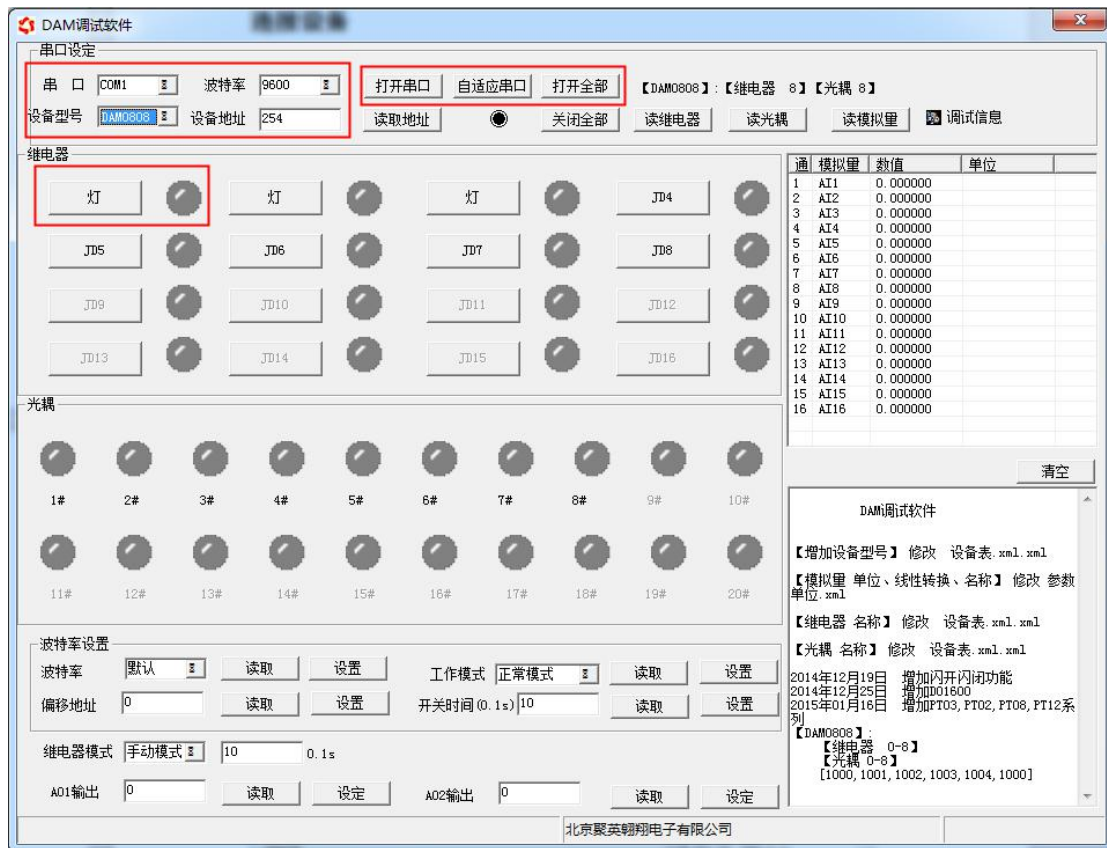 DAM调试软件
串口设定
串 口 COM1 波特率 9600 打开串口 自适应串口 打开全部 【DAM0808】:【继电器 8】【光耦 8】
设备型号 DAM0808 设备地址 254 读取地址 关闭全部 读继电器 读光耦 读模拟量 调试信息
继电器
灯 灯 灯 JD4
JD5 JD6 JD7 JD8
JD9 JD10 JD11 JD12
JD13 JD14 JD15 JD16
通 模拟量 数值 单位
1 AI1 0.000000
2 AI2 0.000000
3 AI3 0.000000
4 AI4 0.000000
5 AI5 0.000000
6 AI6 0.000000
7 AI7 0.000000
8 AI8 0.000000
9 AI9 0.000000
10 AI10 0.000000
11 AI11 0.000000
12 AI12 0.000000
13 AI13 0.000000
14 AI14 0.000000
15 AI15 0.000000
16 AI16 0.000000
清空
光耦
1# 2# 3# 4# 5# 6# 7# 8# 9# 10#
11# 12# 13# 14# 15# 16# 17# 18# 19# 20#
DAM调试软件
【增加设备型号】 修改 设备表.xml.xml
【模拟量 单位、线性转换、名称】 修改 参数
单位.xml
【继电器 名称】 修改 设备表.xml.xml
【光耦 名称】 修改 设备表.xml.xml
2014年12月19日 增加闪开闪闭功能
2014年12月25日 增加DO1600
2015年01月16日 增加PT03,PT02,PT08,PT12系
列
【DAM0808】:
【继电器 0-8】
【光耦 0-8】
[1000,1001,1002,1003,1004,1000]
波特率设置
波特率 默认 读取 设置 工作模式 正常模式 读取 设置
偏移地址 0 读取 设置 开关时间(0.1s) 10 读取 设置
继电器模式 手动模式 10 0.1s
AO1输出 0 读取 设定 AO2输出 0 读取 设定
北京聚英翱翔电子有限公司